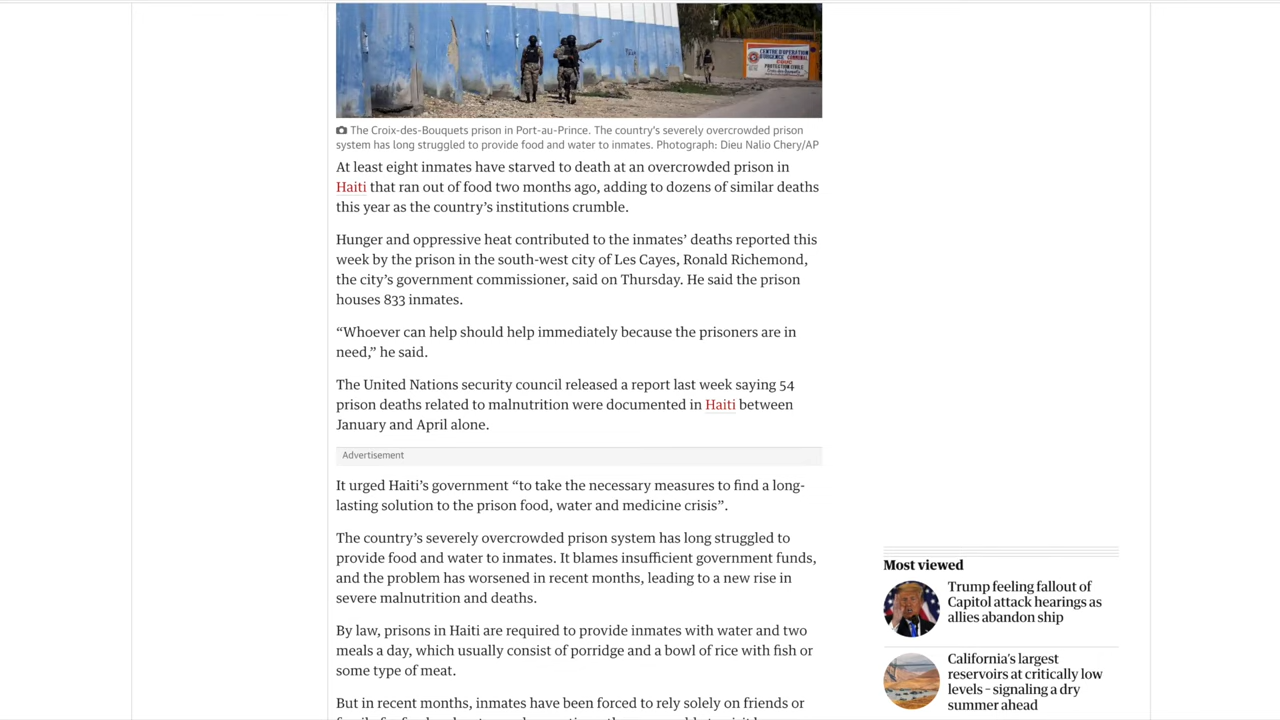 CENTRE D'OPERATION
D'URGENCE COMMUNAL
PROTECTION CIVILE
The Croix-des-Bouquets prison in Port-au-Prince. The country's severely overcrowded prison
system has long struggled to provide food and water to inmates. Photograph: Dieu Nalio Chery/AP
At least eight inmates have starved to death at an overcrowded prison in
Haiti that ran out of food two months ago, adding to dozens of similar deaths
this year as the country's institutions crumble.
Hunger and oppressive heat contributed to the inmates' deaths reported this
week by the prison in the south-west city of Les Cayes, Ronald Richemond,
the city's government commissioner, said on Thursday. He said the prison
houses 833 inmates.
“Whoever can help should help immediately because the prisoners are in
need,” he said.
The United Nations security council released a report last week saying 54
prison deaths related to malnutrition were documented in Haiti between
January and April alone.
Advertisement
It urged Haiti's government “to take the necessary measures to find a long-
lasting solution to the prison food, water and medicine crisis”.
The country's severely overcrowded prison system has long struggled to
provide food and water to inmates. It blames insufficient government funds,
and the problem has worsened in recent months, leading to a new rise in
severe malnutrition and deaths.
By law, prisons in Haiti are required to provide inmates with water and two
meals a day, which usually consist of porridge and a bowl of rice with fish or
some type of meat.
But in recent months, inmates have been forced to rely solely on friends or
Most viewed
Trump feeling fallout of
Capitol attack hearings as
allies abandon ship
California's largest
reservoirs at critically low
levels – signaling a dry
summer ahead